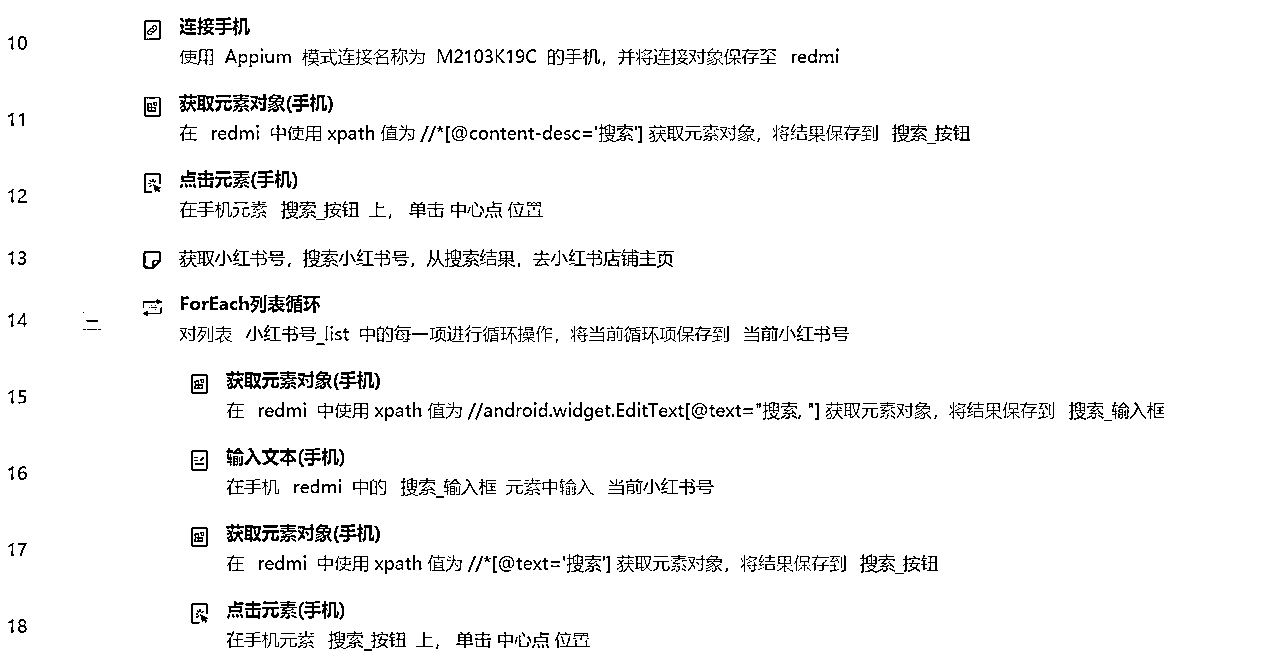 10
连接手机
使用 Appium 模式连接名称为 M2103K19C 的手机，并将连接对象保存至 redmi
11
获取元素对象(手机)
在 redmi 中使用 xpath 值为 //*[@content-desc='搜索'] 获取元素对象，将结果保存到 搜索_按钮
12
点击元素(手机)
在手机元素 搜索_按钮 上， 单击 中心点 位置
13
获取小红书号，搜索小红书号，从搜索结果，去小红书店铺主页
14
ForEach列表循环
对列表 小红书号_list 中的每一项进行循环操作，将当前循环项保存到 当前小红书号
15
获取元素对象(手机)
在 redmi 中使用 xpath 值为 //android.widget.EditText[@text="搜索, "] 获取元素对象，将结果保存到 搜索_输入框
16
输入文本(手机)
在手机 redmi 中的 搜索_输入框 元素中输入 当前小红书号
17
获取元素对象(手机)
在 redmi 中使用 xpath 值为 //*[@text='搜索'] 获取元素对象，将结果保存到 搜索_按钮
18
点击元素(手机)
在手机元素 搜索_按钮 上， 单击 中心点 位置